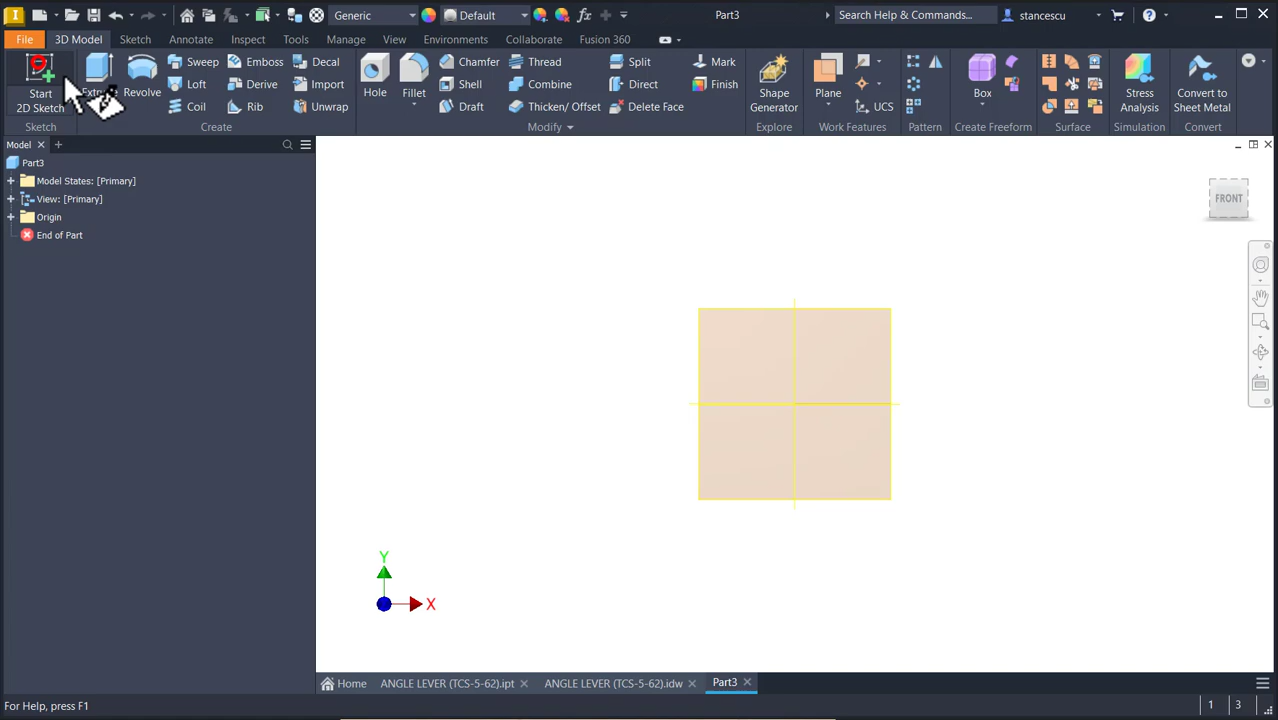 Generic Default Part3 Search Help & Commands... stancescu
File 3D Model Sketch Annotate Inspect Tools Manage View Environments Collaborate Fusion 360
Start
2D Sketch
Revolve
Sweep Emboss Decal
Loft Derive Import
Coil Rib Unwrap
Hole
Fillet
Chamfer Thread Split
Shell Combine Direct
Draft Thicken/ Offset Delete Face
Mark
Finish
Shape
Generator
Plane
UCS
Box
Stress
Analysis
Convert to
Sheet Metal
Sketch Create Modify Explore Work Features Pattern Create Freeform Surface Simulation Convert
Model
Part3
Model States: [Primary]
View: [Primary]
Origin
End of Part
FRONT
Y
X
Home ANGLE LEVER (TCS-5-62).ipt ANGLE LEVER (TCS-5-62).idw Part3
For Help, press F1
1 3